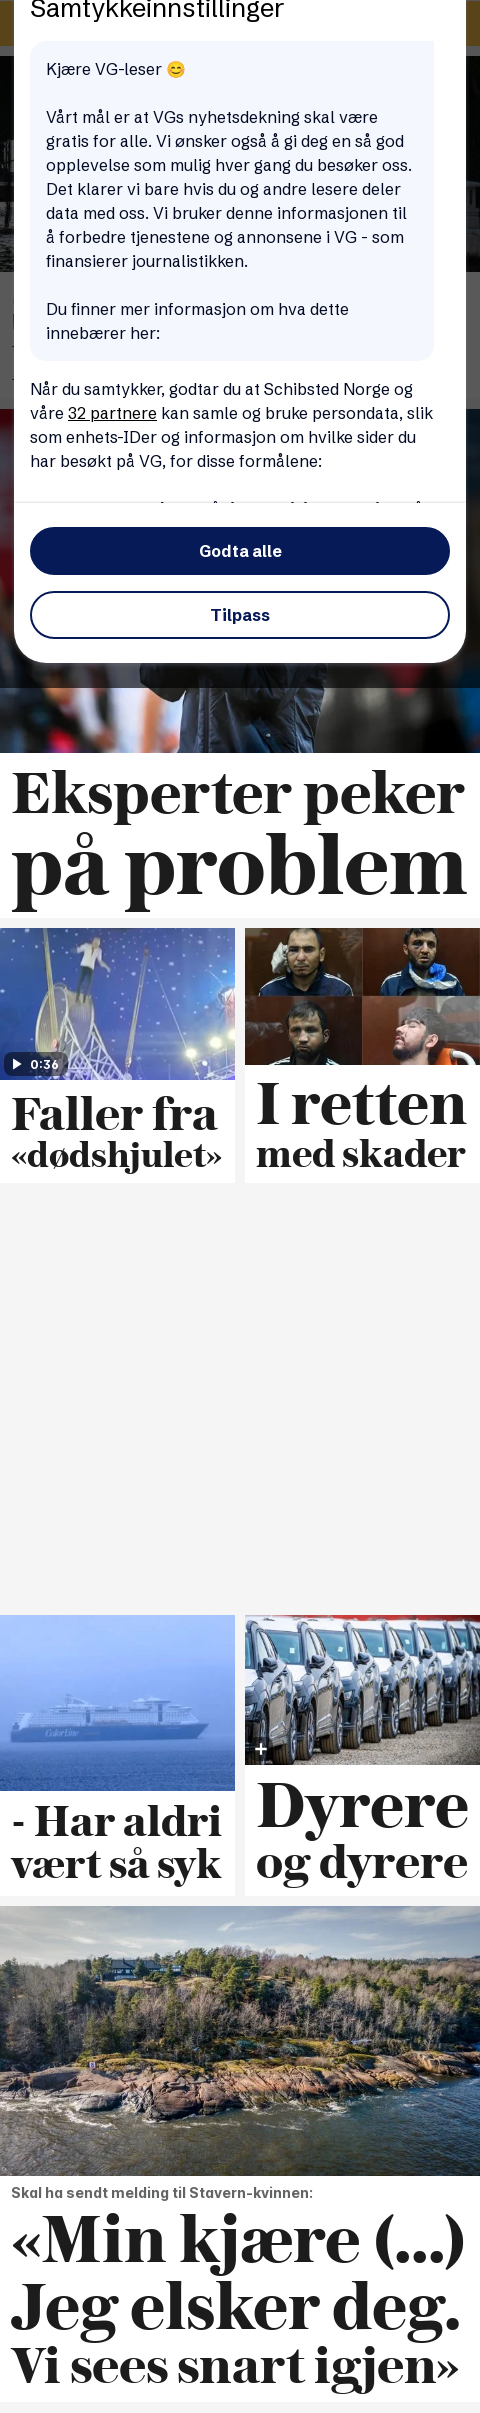 Samtykkeinnstillinger
Kjære VG-leser 😊
Vårt mål er at VGs nyhetsdekning skal være
gratis for alle. Vi ønsker også å gi deg en så god
opplevelse som mulig hver gang du besøker oss.
Det klarer vi bare hvis du og andre lesere deler
data med oss. Vi bruker denne informasjonen til
å forbedre tjenestene og annonsene i VG - som
finansierer journalistikken.
Du finner mer informasjon om hva dette
innebærer her:
Når du samtykker, godtar du at Schibsted Norge og
våre 32 partnere kan samle og bruke persondata, slik
som enhets-IDer og informasjon om hvilke sider du
har besøkt på VG, for disse formålene:
Godta alle
Tilpass
Eksperter peker
på problem
0:36
Faller fra
«dødshjulet»
I retten
med skader
Color Line
- Har aldri
vært så syk
+
Dyrere
og dyrere
Skal ha sendt melding til Stavern-kvinnen:
«Min kjære (...)
Jeg elsker deg.
Vi sees snart igjen»